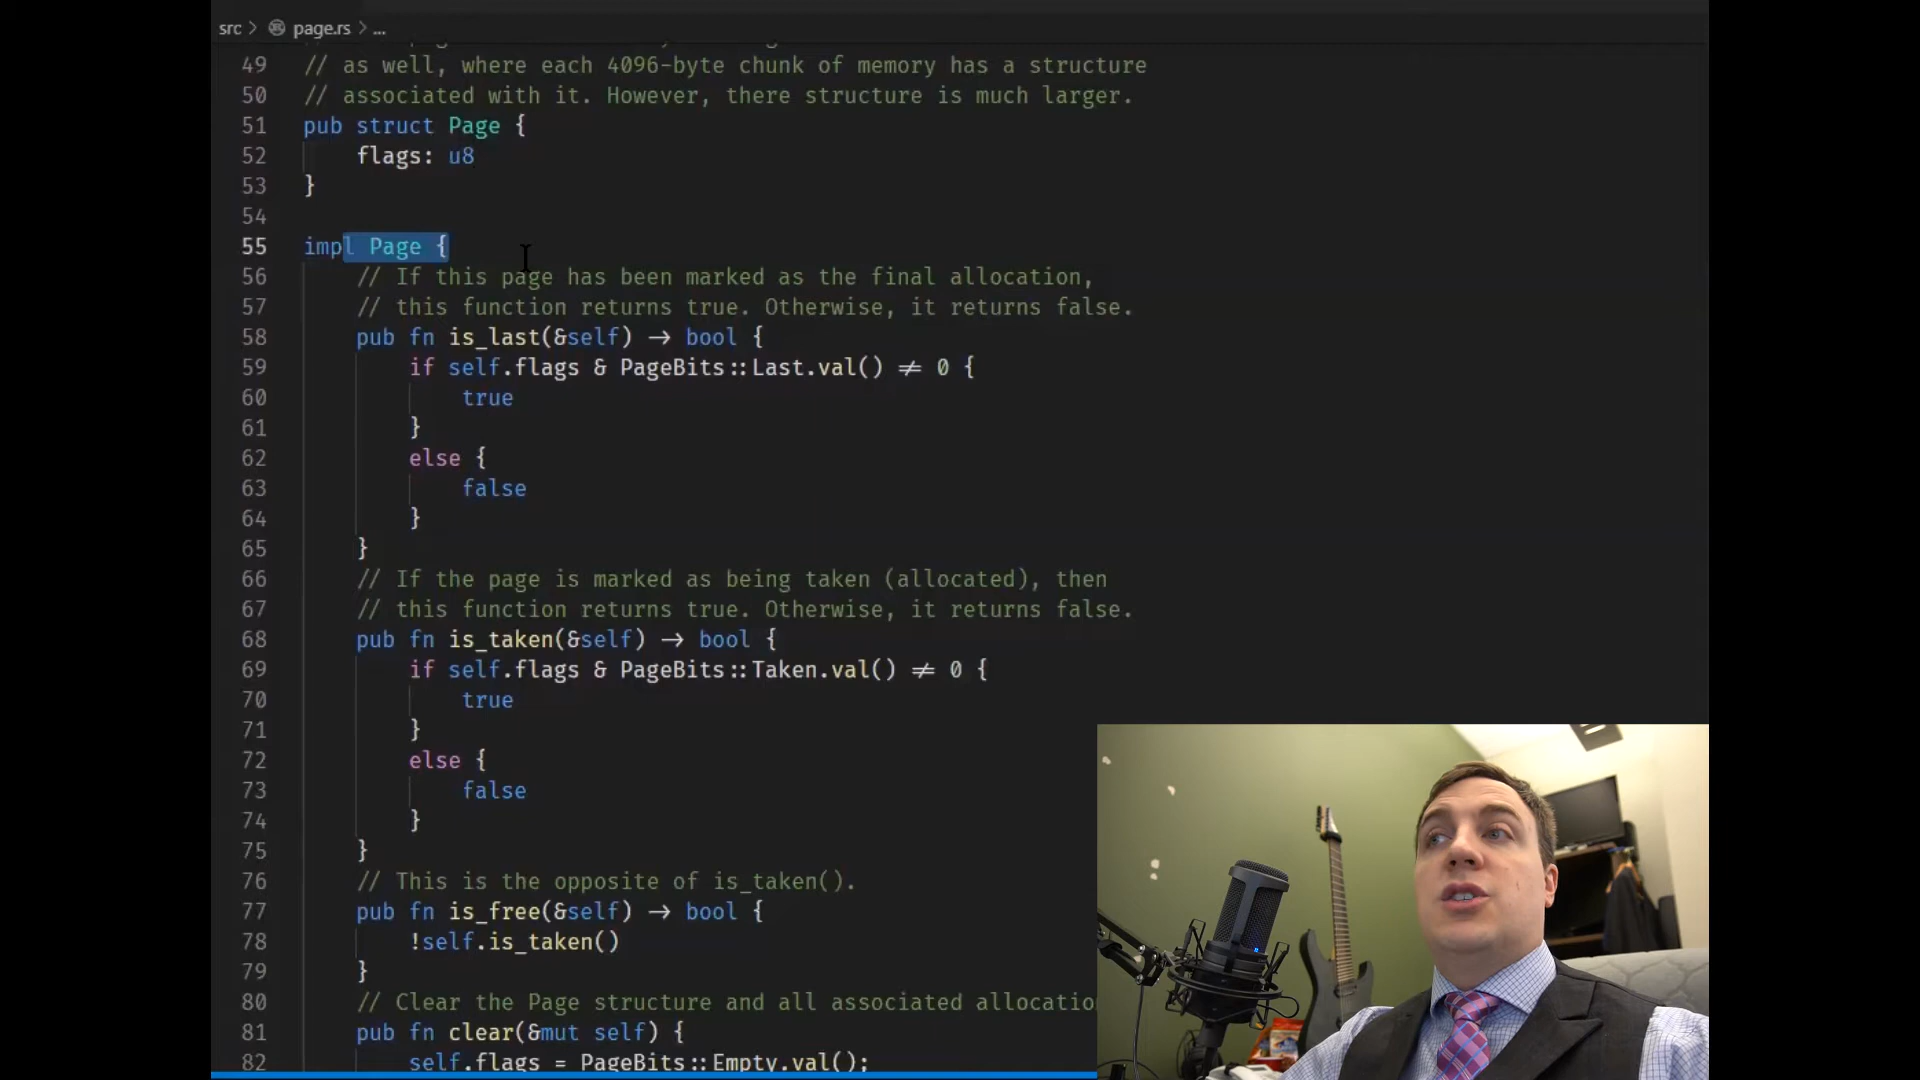 src > page.rs > ...
49 // as well, where each 4096-byte chunk of memory has a structure
50 // associated with it. However, there structure is much larger.
51 pub struct Page {
52 flags: u8
53 }
54
55 impl Page {
56 // If this page has been marked as the final allocation,
57 // this function returns true. Otherwise, it returns false.
58 pub fn is_last(&self) → bool {
59 if self.flags & PageBits::Last.val() ≠ 0 {
60 true
61 }
62 else {
63 false
64 }
65 }
66 // If the page is marked as being taken (allocated), then
67 // this function returns true. Otherwise, it returns false.
68 pub fn is_taken(&self) → bool {
69 if self.flags & PageBits::Taken.val() ≠ 0 {
70 true
71 }
72 else {
73 false
74 }
75 }
76 // This is the opposite of is_taken().
77 pub fn is_free(&self) → bool {
78 !self.is_taken()
79 }
80 // Clear the Page structure and all associated allocatio
81 pub fn clear(&mut self) {
82 self.flags = PageBits::Empty.val();